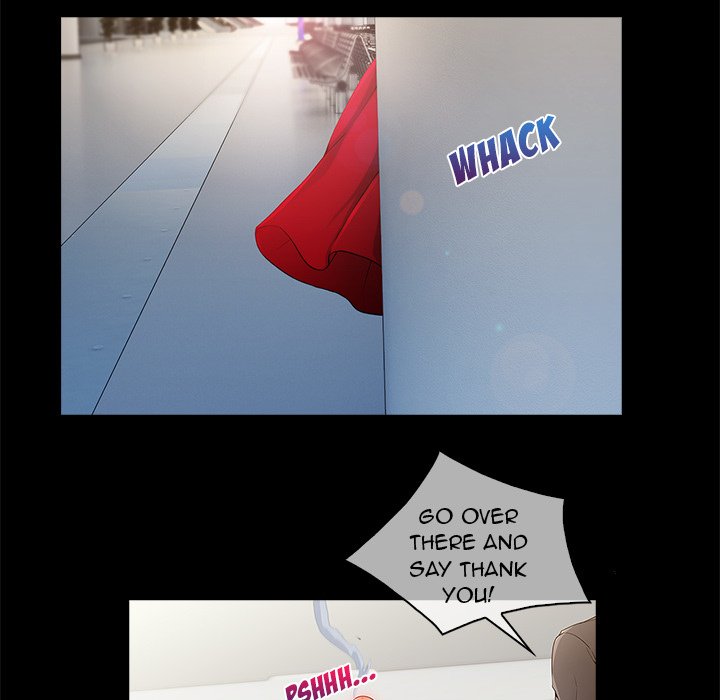 WHACK
GO OVER
THERE AND
SAY THANK
YOU!
PSHHH...